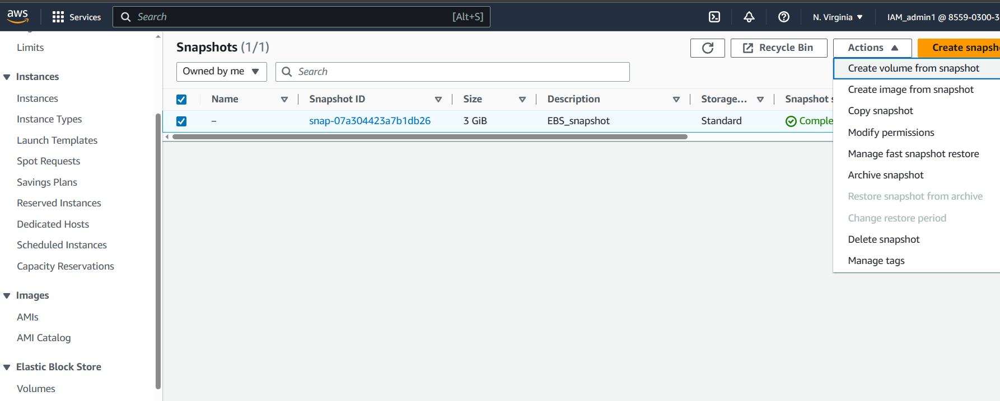 aws Services Search [Alt+S] N. Virginia IAM_admin1 @ 8559-0300-3
Limits
Instances
Instances
Instance Types
Launch Templates
Spot Requests
Savings Plans
Reserved Instances
Dedicated Hosts
Scheduled Instances
Capacity Reservations
Images
AMIs
AMI Catalog
Elastic Block Store
Volumes
Snapshots (1/1)
Recycle Bin
Actions
Create snapsh
Owned by me
Search
Name Snapshot ID Size Description Storage... Snapshot s
– snap-07a304423a7b1db26 3 GiB EBS_snapshot Standard Comple
Create volume from snapshot
Create image from snapshot
Copy snapshot
Modify permissions
Manage fast snapshot restore
Archive snapshot
Restore snapshot from archive
Change restore period
Delete snapshot
Manage tags